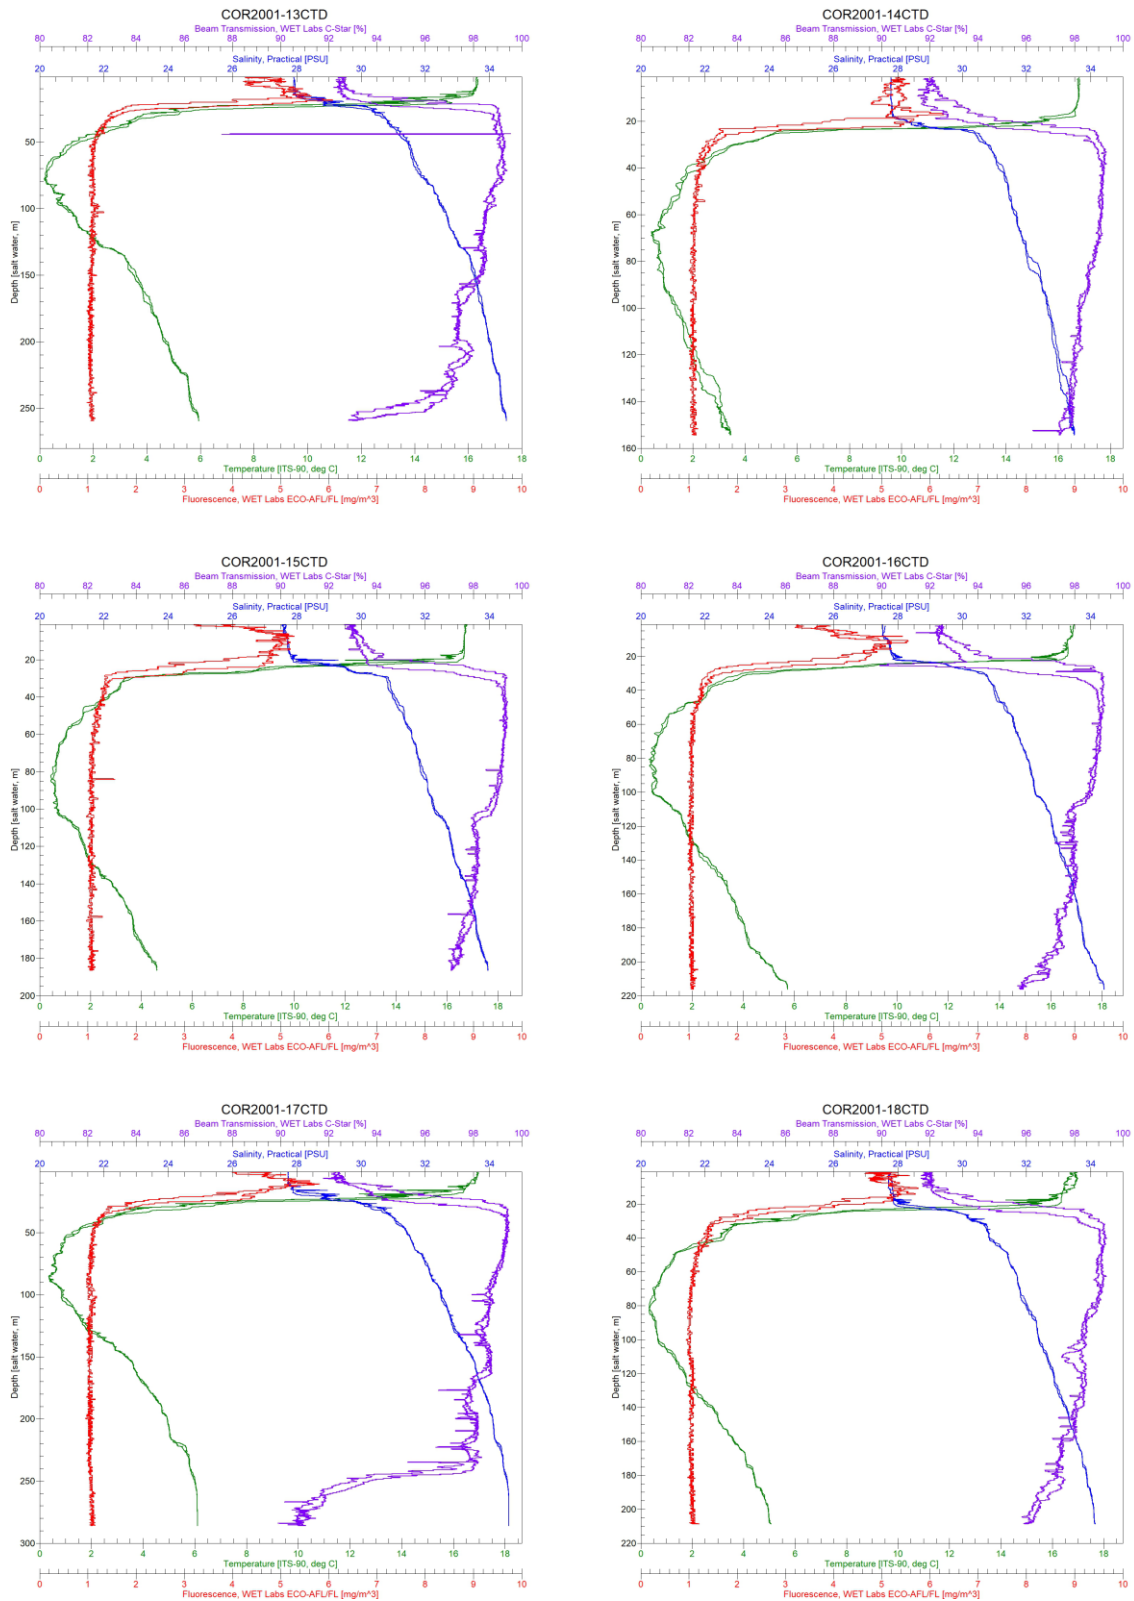 COR2001-13CTD
Beam Transmission, WET Labs C-Star [%]
80 82 84 86 88 90 92 94 96 98 100
Salinity, Practical [PSU]
20 22 24 26 28 30 32 34
Depth [salt water, m]
50
100
150
200
250
0 2 4 6 8 10 12 14 16 18
Temperature [ITS-90, deg C]
0 1 2 3 4 5 6 7 8 9 10
Fluorescence, WET Labs ECO-AFL/FL [mg/m^3]
COR2001-14CTD
Beam Transmission, WET Labs C-Star [%]
80 82 84 86 88 90 92 94 96 98 100
Salinity, Practical [PSU]
20 22 24 26 28 30 32 34
Depth [salt water, m]
20
40
60
80
100
120
140
160
0 2 4 6 8 10 12 14 16 18
Temperature [ITS-90, deg C]
0 1 2 3 4 5 6 7 8 9 10
Fluorescence, WET Labs ECO-AFL/FL [mg/m^3]
COR2001-15CTD
Beam Transmission, WET Labs C-Star [%]
80 82 84 86 88 90 92 94 96 98 100
Salinity, Practical [PSU]
20 22 24 26 28 30 32 34
Depth [salt water, m]
20
40
60
80
100
120
140
160
180
200
0 2 4 6 8 10 12 14 16 18
Temperature [ITS-90, deg C]
0 1 2 3 4 5 6 7 8 9 10
Fluorescence, WET Labs ECO-AFL/FL [mg/m^3]
COR2001-16CTD
Beam Transmission, WET Labs C-Star [%]
80 82 84 86 88 90 92 94 96 98 100
Salinity, Practical [PSU]
20 22 24 26 28 30 32 34
Depth [salt water, m]
20
40
60
80
100
120
140
160
180
200
220
0 2 4 6 8 10 12 14 16 18
Temperature [ITS-90, deg C]
0 1 2 3 4 5 6 7 8 9 10
Fluorescence, WET Labs ECO-AFL/FL [mg/m^3]
COR2001-17CTD
Beam Transmission, WET Labs C-Star [%]
80 82 84 86 88 90 92 94 96 98 100
Salinity, Practical [PSU]
20 22 24 26 28 30 32 34
Depth [salt water, m]
50
100
150
200
250
300
0 2 4 6 8 10 12 14 16 18
Temperature [ITS-90, deg C]
0 1 2 3 4 5 6 7 8 9 10
Fluorescence, WET Labs ECO-AFL/FL [mg/m^3]
COR2001-18CTD
Beam Transmission, WET Labs C-Star [%]
80 82 84 86 88 90 92 94 96 98 100
Salinity, Practical [PSU]
20 22 24 26 28 30 32 34
Depth [salt water, m]
20
40
60
80
100
120
140
160
180
200
220
0 2 4 6 8 10 12 14 16 18
Temperature [ITS-90, deg C]
0 1 2 3 4 5 6 7 8 9 10
Fluorescence, WET Labs ECO-AFL/FL [mg/m^3]